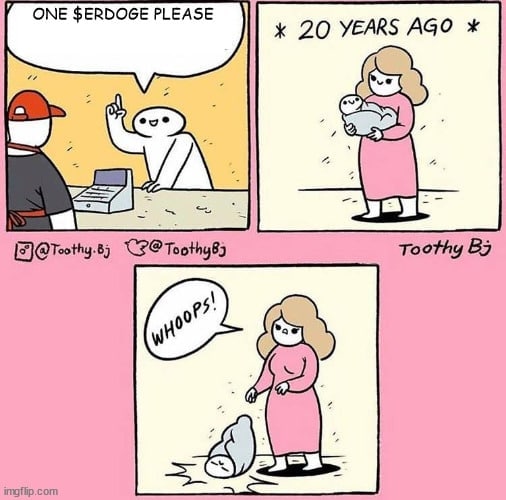 ONE $ERDOGE PLEASE
* 20 YEARS AGO *
@Toothy.Bj @ToothyBj
Toothy Bj
WHOOPS!
imgflip.com